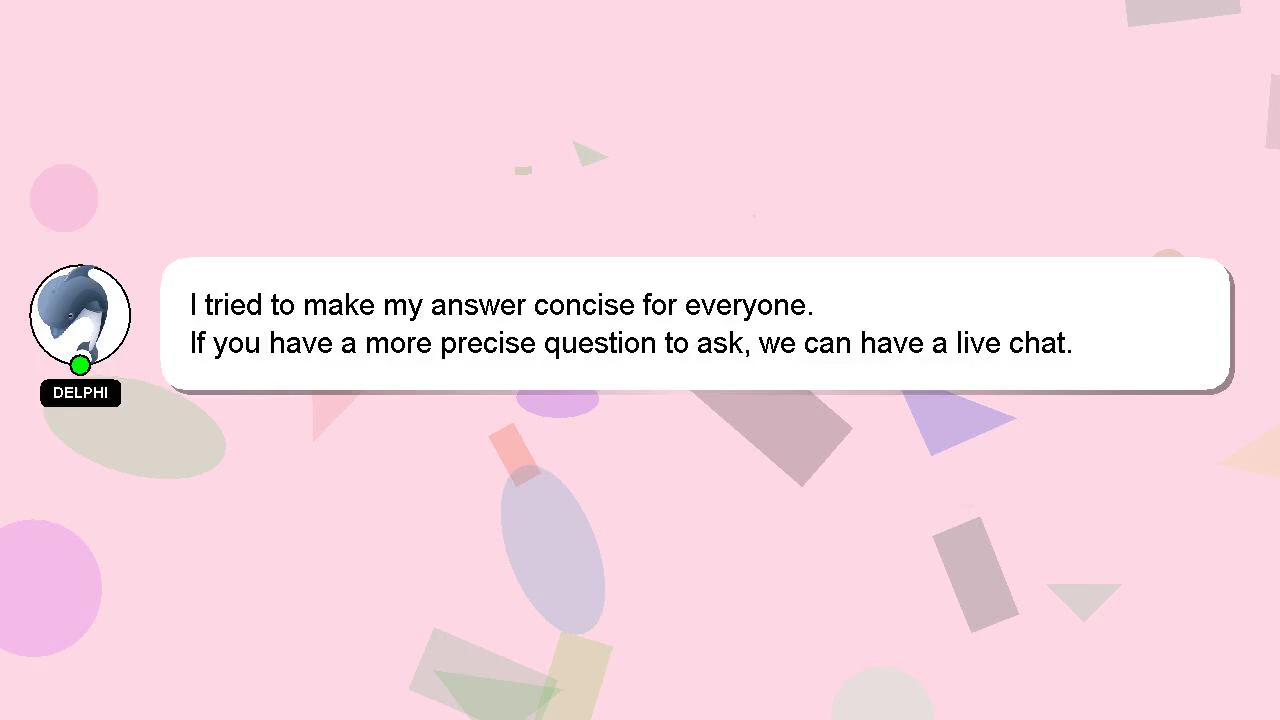 I tried to make my answer concise for everyone.
If you have a more precise question to ask, we can have a live chat.
DELPHI